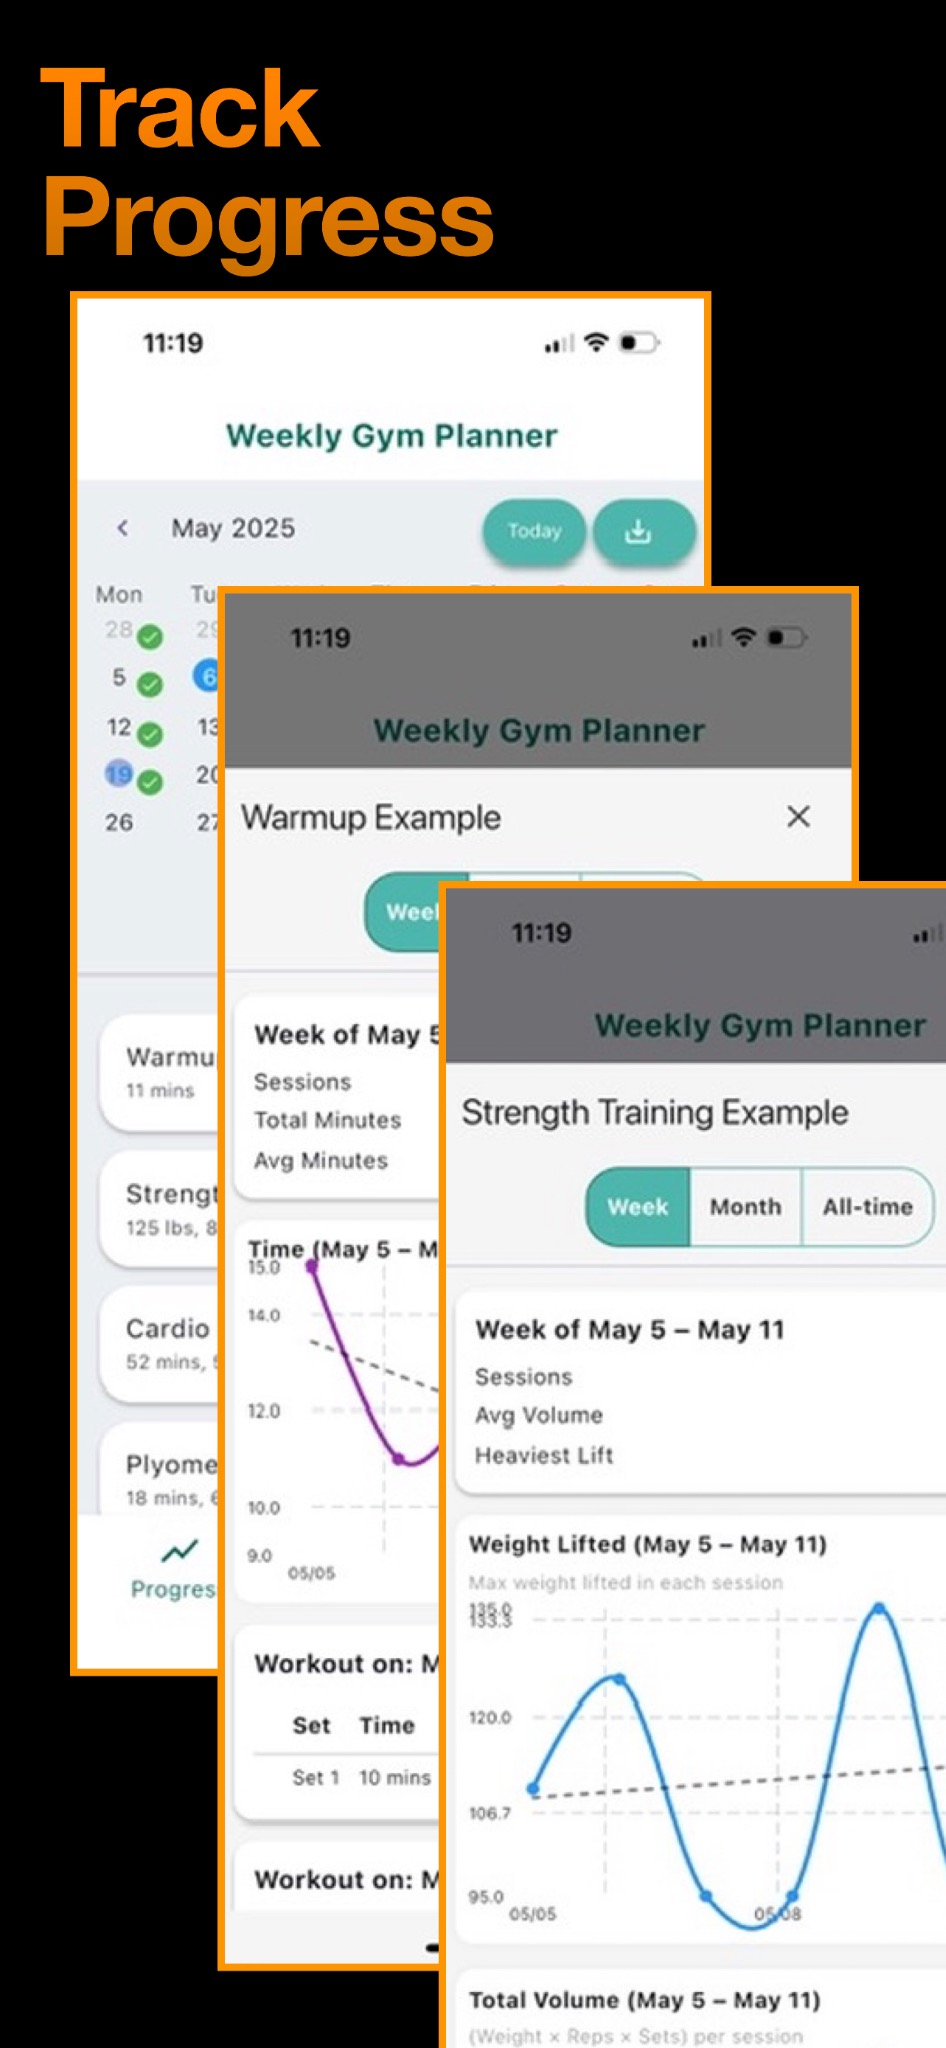 Track
Progress
11:19
Weekly Gym Planner
May 2025
Today
Mon Tu
28 29
5 6
12 13
19 20
26 27
Warmu
11 mins
Strengt
125 lbs, 8
Cardio
52 mins,
Plyome
18 mins, 6
Progres
11:19
Weekly Gym Planner
Warmup Example
Week
Week of May 5
Sessions
Total Minutes
Avg Minutes
Time (May 5 – M
15.0
14.0
12.0
10.0
9.0
05/05
Workout on: M
Set Time
Set 1 10 mins
Workout on: M
11:19
Weekly Gym Planner
Strength Training Example
Week Month All-time
Week of May 5 – May 11
Sessions
Avg Volume
Heaviest Lift
Weight Lifted (May 5 – May 11)
Max weight lifted in each session
135.0
133.3
120.0
106.7
95.0
05/05 05/08
Total Volume (May 5 – May 11)
(Weight × Reps × Sets) per session